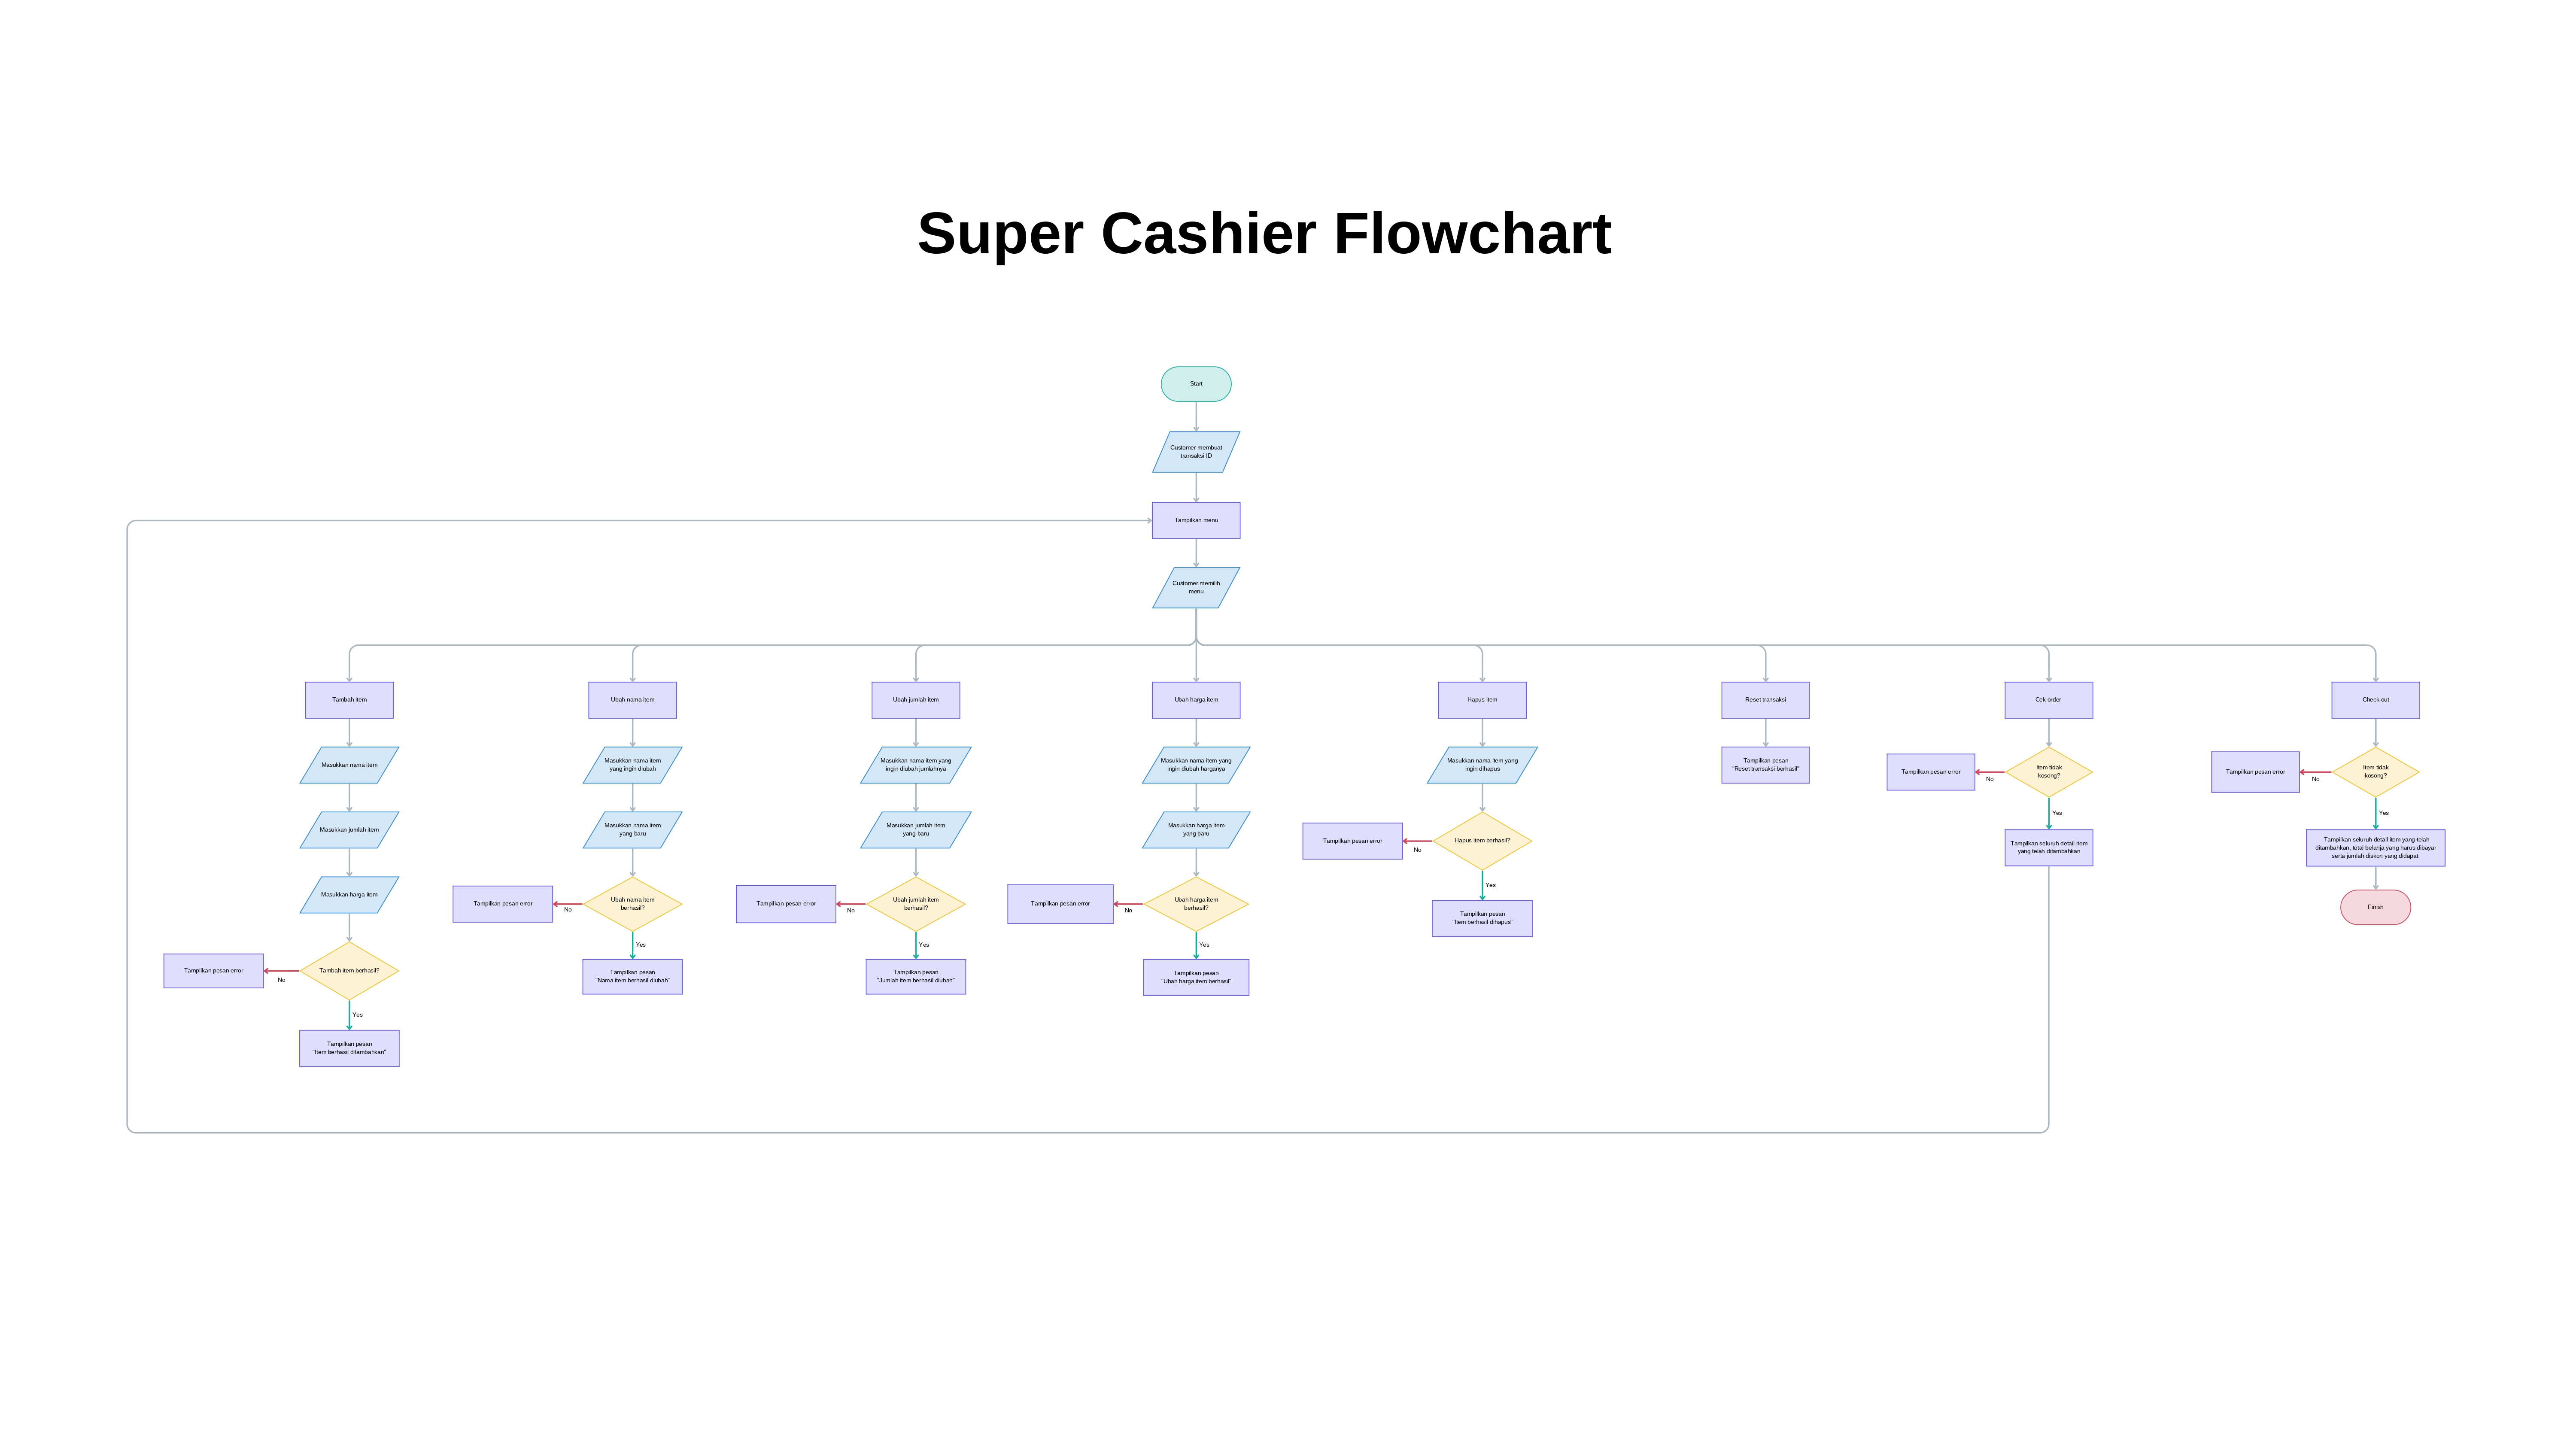 Super Cashier Flowchart
Start
Customer membuat
transaksi ID
Tampilkan menu
Customer memilih
menu
Tambah item
Masukkan nama item
Masukkan jumlah item
Masukkan harga item
Tambah item berhasil?
No
Tampilkan pesan error
Yes
Tampilkan pesan
"Item berhasil ditambahkan"
Ubah nama item
Masukkan nama item
yang ingin diubah
Masukkan nama item
yang baru
Ubah nama item
berhasil?
No
Tampilkan pesan error
Yes
Tampilkan pesan
"Nama item berhasil diubah"
Ubah jumlah item
Masukkan nama item yang
ingin diubah jumlahnya
Masukkan jumlah item
yang baru
Ubah jumlah item
berhasil?
No
Tampilkan pesan error
Yes
Tampilkan pesan
"Jumlah item berhasil diubah"
Ubah harga item
Masukkan nama item yang
ingin diubah harganya
Masukkan harga item
yang baru
Ubah harga item
berhasil?
No
Tampilkan pesan error
Yes
Tampilkan pesan
"Ubah harga item berhasil"
Hapus item
Masukkan nama item yang
ingin dihapus
Hapus item berhasil?
No
Tampilkan pesan error
Yes
Tampilkan pesan
"Item berhasil dihapus"
Reset transaksi
Tampilkan pesan
"Reset transaksi berhasil"
Cek order
Item tidak
kosong?
No
Tampilkan pesan error
Yes
Tampilkan seluruh detail item
yang telah ditambahkan
Check out
Item tidak
kosong?
No
Tampilkan pesan error
Yes
Tampilkan seluruh detail item yang telah
ditambahkan, total belanja yang harus dibayar
serta jumlah diskon yang didapat
Finish